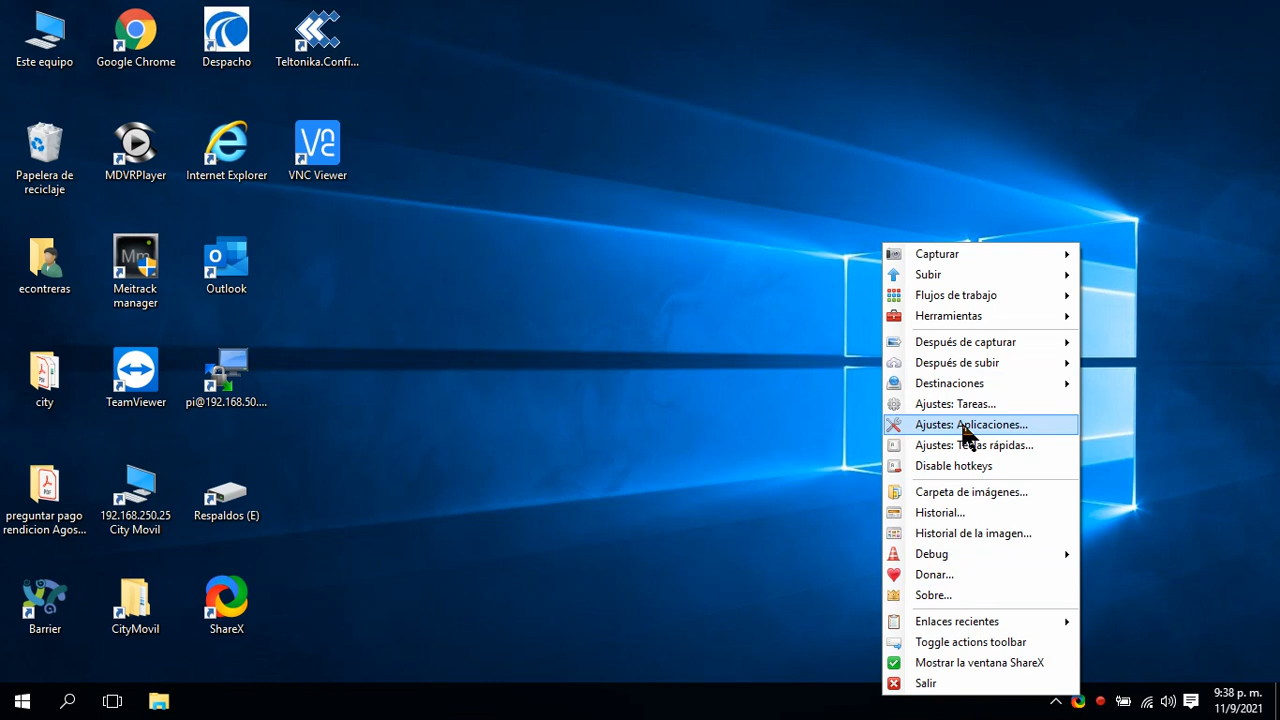 Este equipo
Google Chrome
Despacho
Teltonika.Confi...
Papelera de
reciclaje
MDVRPlayer
Internet Explorer
VNC Viewer
econtreras
Meitrack
manager
Outlook
city
TeamViewer
pi@192.168.50....
preguntar pago
rendicion Agos...
192.168.250.25
City Movil
Respaldos (E)
Barrier
CityMovil
ShareX
Capturar
Subir
Flujos de trabajo
Herramientas
Después de capturar
Después de subir
Destinaciones
Ajustes: Tareas...
Ajustes: Aplicaciones...
Ajustes: Teclas rápidas...
Disable hotkeys
Carpeta de imágenes...
Historial...
Historial de la imagen...
Debug
Donar...
Sobre...
Enlaces recientes
Toggle actions toolbar
Mostrar la ventana ShareX
Salir
9:38 p. m.
11/9/2021